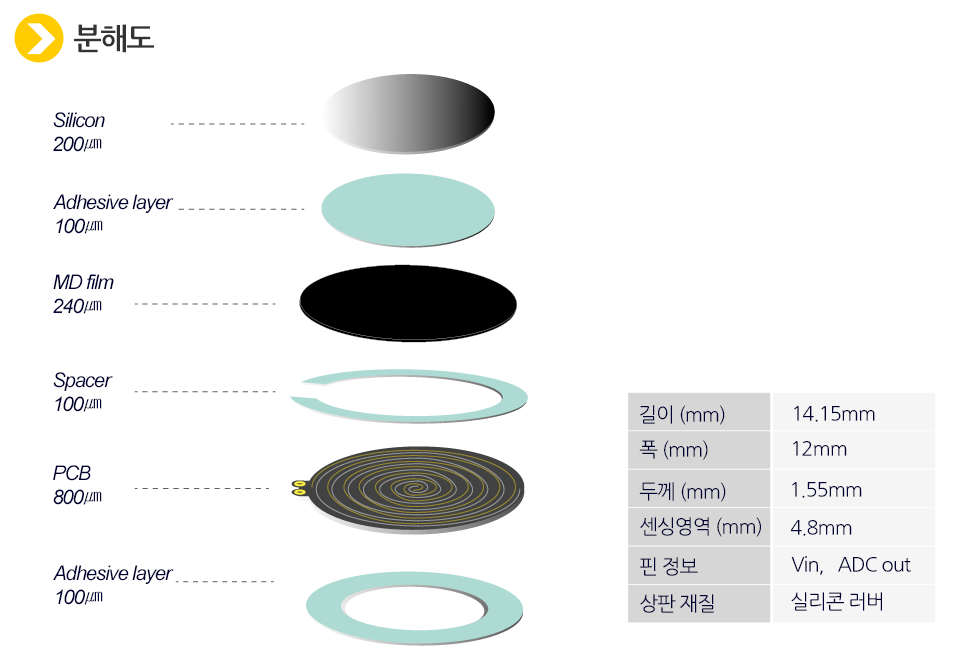 분해도
Silicon
200㎛
Adhesive layer
100㎛
MD film
240㎛
Spacer
100㎛
PCB
800㎛
Adhesive layer
100㎛
길이 (mm) 14.15mm
폭 (mm) 12mm
두께 (mm) 1.55mm
센싱영역 (mm) 4.8mm
핀 정보 Vin, ADC out
상판 재질 실리콘 러버